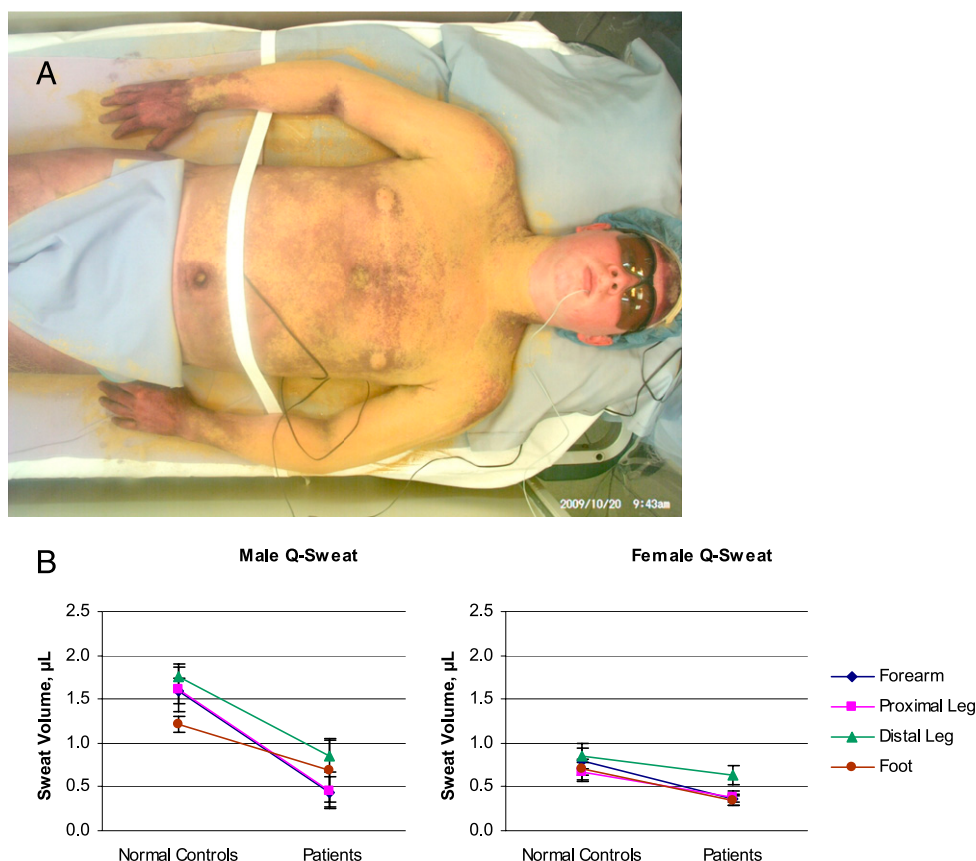 A
2009/10/20 9:43am
B
Male Q-Sweat
Female Q-Sweat
Sweat Volume, µL
2.5
2.0
1.5
1.0
0.5
0.0
Normal Controls
Patients
Sweat Volume, µL
2.5
2.0
1.5
1.0
0.5
0.0
Normal Controls
Patients
Forearm
Proximal Leg
Distal Leg
Foot